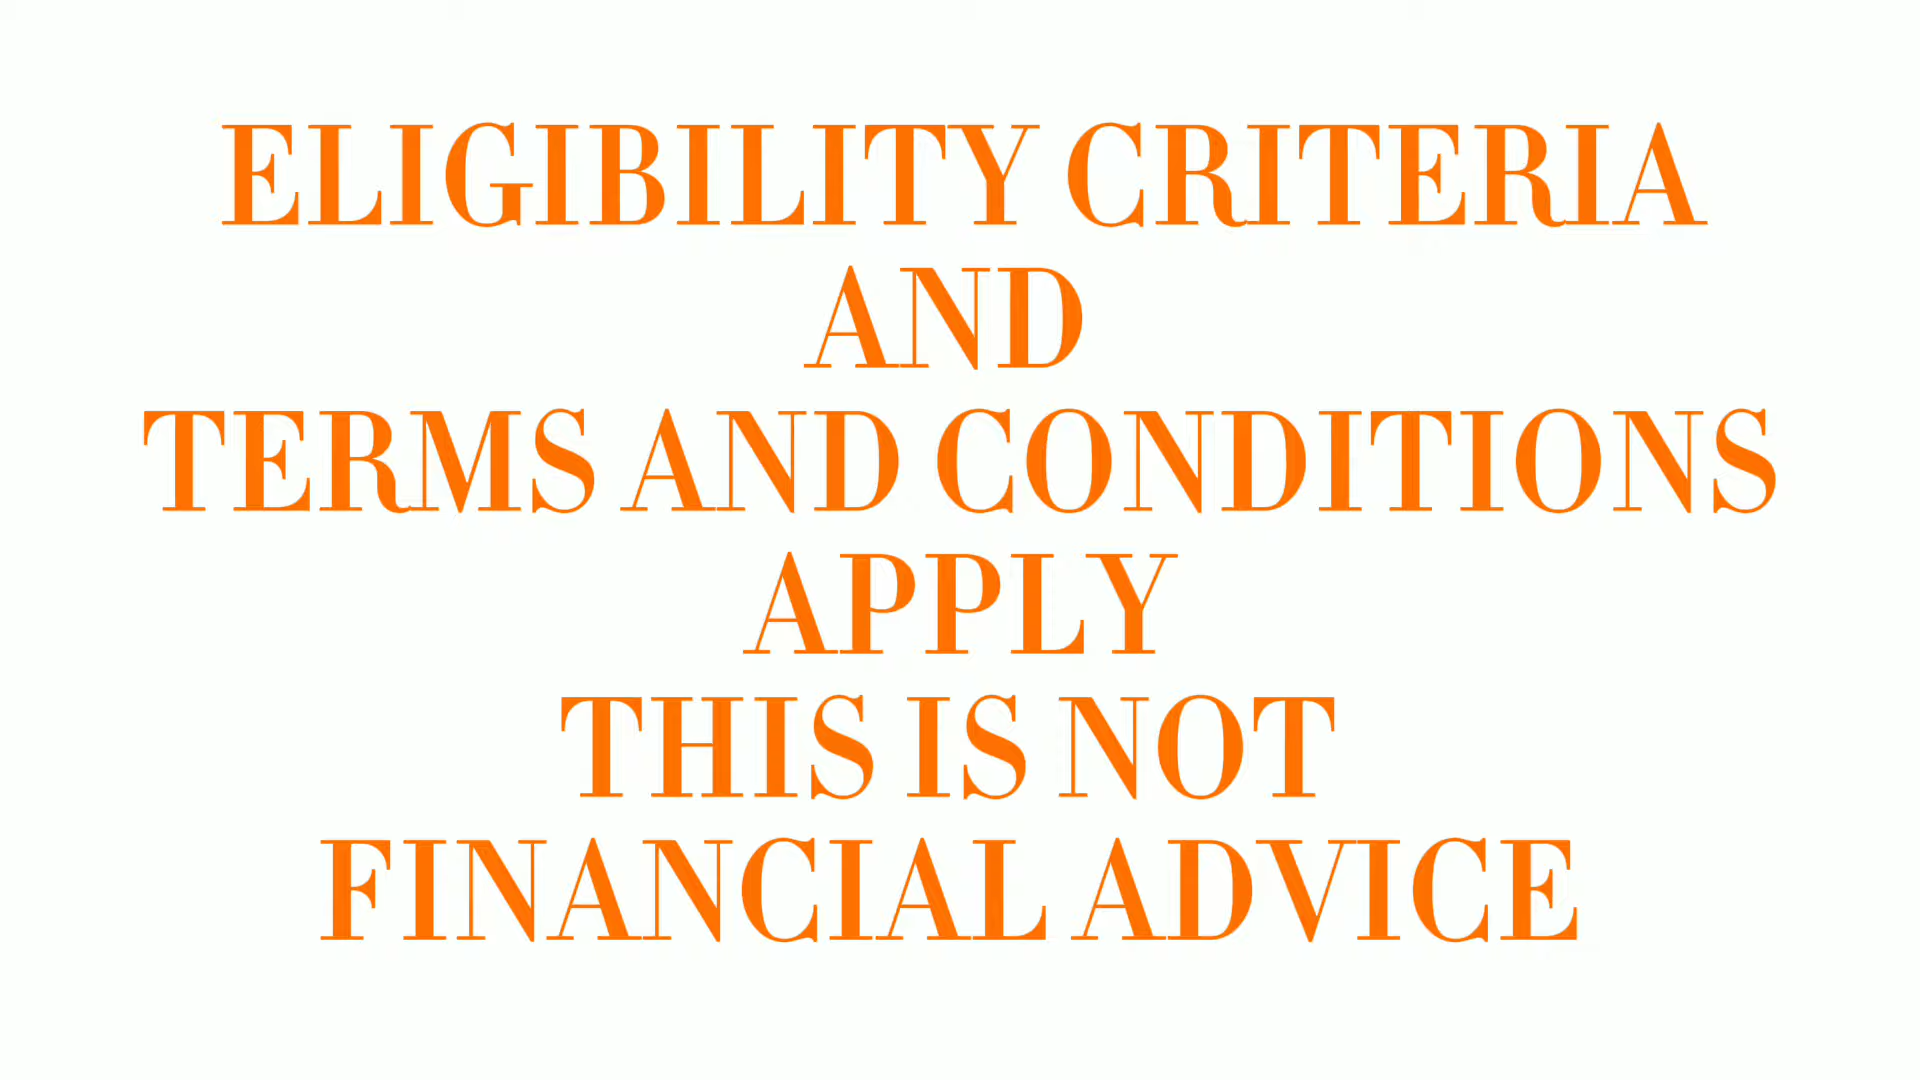 ELIGIBILITY CRITERIA
AND
TERMS AND CONDITIONS
APPLY
THIS IS NOT
FINANCIAL ADVICE